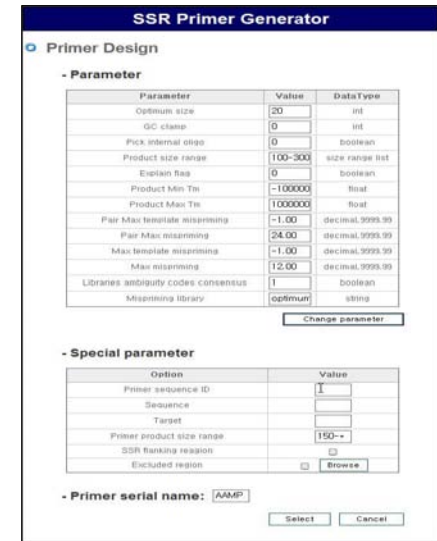 SSR Primer Generator
Primer Design
- Parameter
Parameter Value DataType
Optimum size 20 int
GC clamp 0 int
Pick internal oligo 0 boolean
Product size range 100-300 size range list
Explain flag 0 boolean
Product Min Tm -100000 float
Product Max Tm 1000000 float
Pair Max template mispriming -1.00 decimal,9999.99
Pair Max mispriming 24.00 decimal,9999.99
Max template mispriming -1.00 decimal,9999.99
Max mispriming 12.00 decimal,9999.99
Libraries ambiguity codes consensus 1 boolean
Mispriming library optimum string
Change parameter
- Special parameter
Option Value
Primer sequence ID
Sequence
Target
Primer product size range 150-+
SSR flanking reagion
Excluded region Browse
- Primer serial name: AAMP
Select Cancel